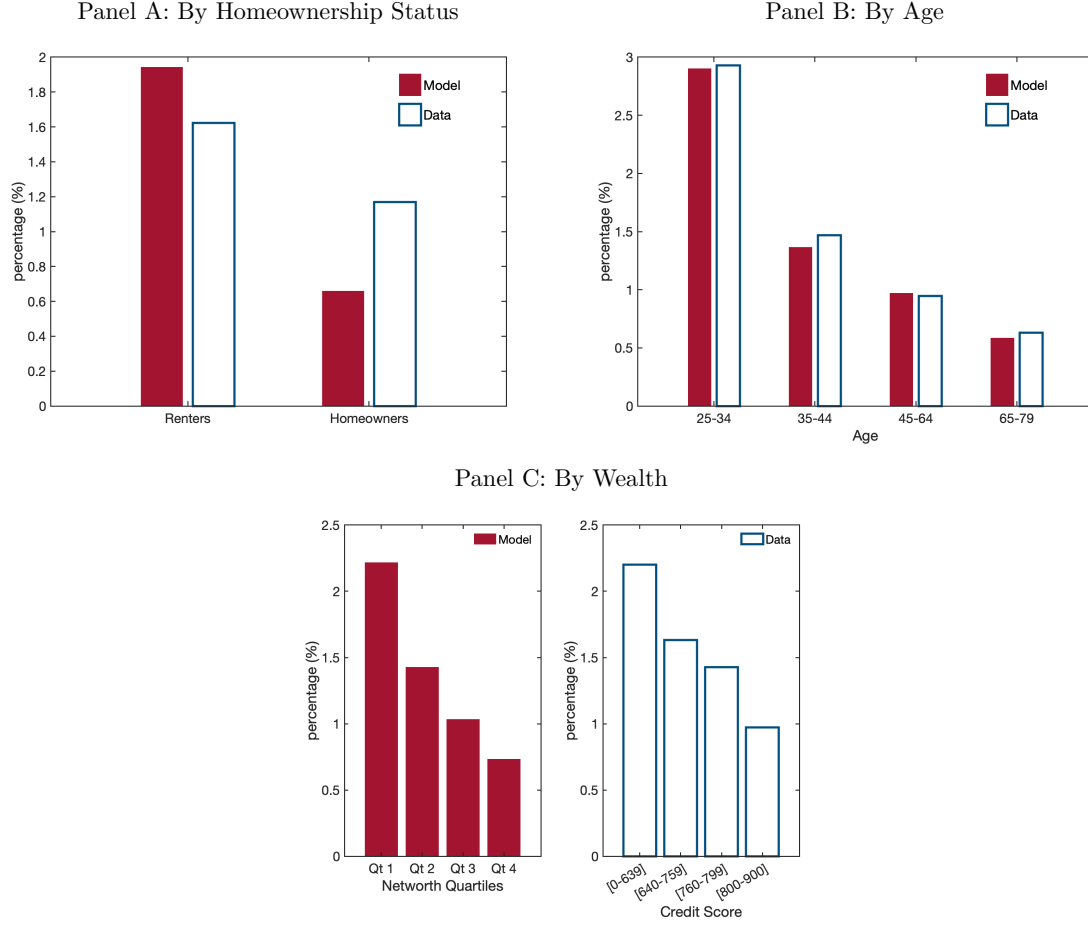 Panel A: By Homeownership Status
2
1.8
1.6
1.4
1.2
1
0.8
0.6
0.4
0.2
0
percentage (%)
Model
Data
Renters
Homeowners
Panel B: By Age
3
2.5
2
1.5
1
0.5
0
percentage (%)
Model
Data
25-34
35-44
45-64
65-79
Age
Panel C: By Wealth
2.5
2
1.5
1
0.5
0
percentage (%)
Model
Qt 1
Qt 2
Qt 3
Qt 4
Networth Quartiles
2.5
2
1.5
1
0.5
0
percentage (%)
Data
[0-639]
[640-759]
[760-799]
[800-900]
Credit Score